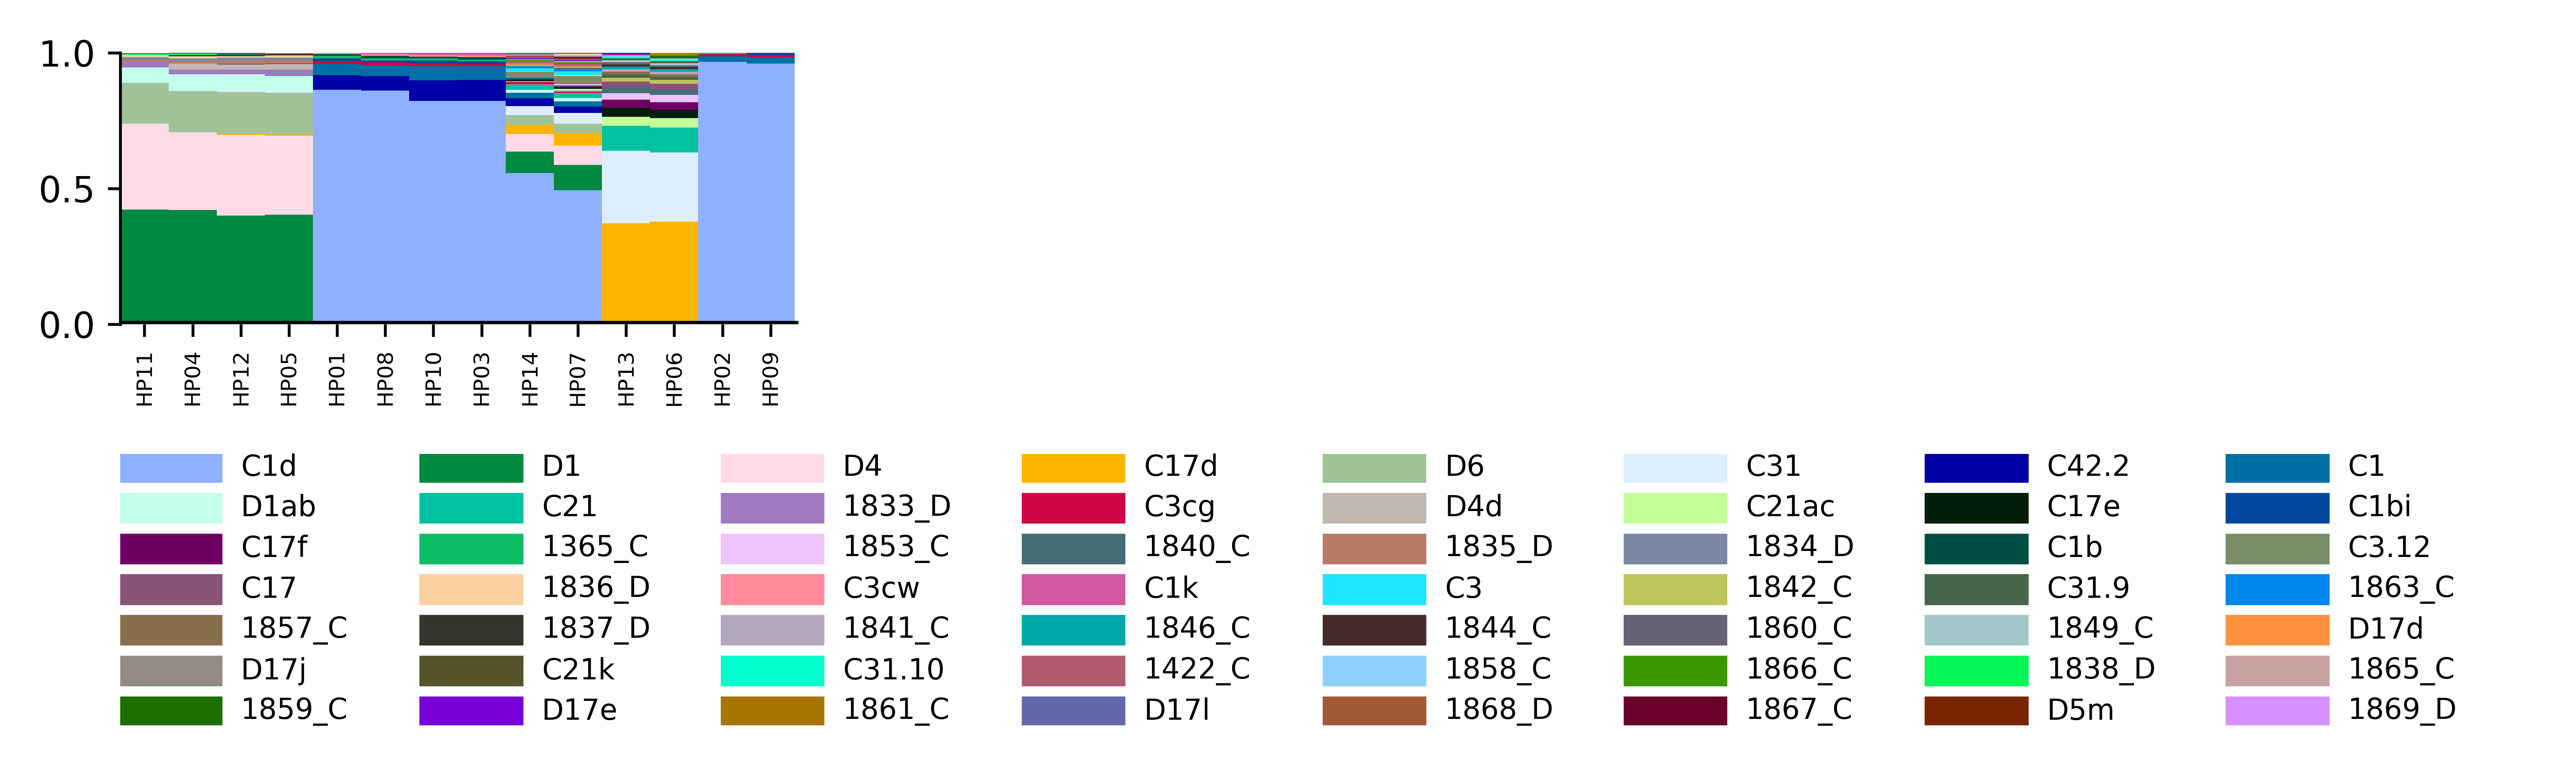 1.0
0.5
0.0
HP11 HP04 HP12 HP05 HP01 HP08 HP10 HP03 HP14 HP07 HP13 HP06 HP02 HP09
C1d D1 D4 C17d D6 C31 C42.2 C1
D1ab C21 1833_D C3cg D4d C21ac C17e C1bi
C17f 1365_C 1853_C 1840_C 1835_D 1834_D C1b C3.12
C17 1836_D C3cw C1k C3 1842_C C31.9 1863_C
1857_C 1837_D 1841_C 1846_C 1844_C 1860_C 1849_C D17d
D17j C21k C31.10 1422_C 1858_C 1866_C 1838_D 1865_C
1859_C D17e 1861_C D17l 1868_D 1867_C D5m 1869_D